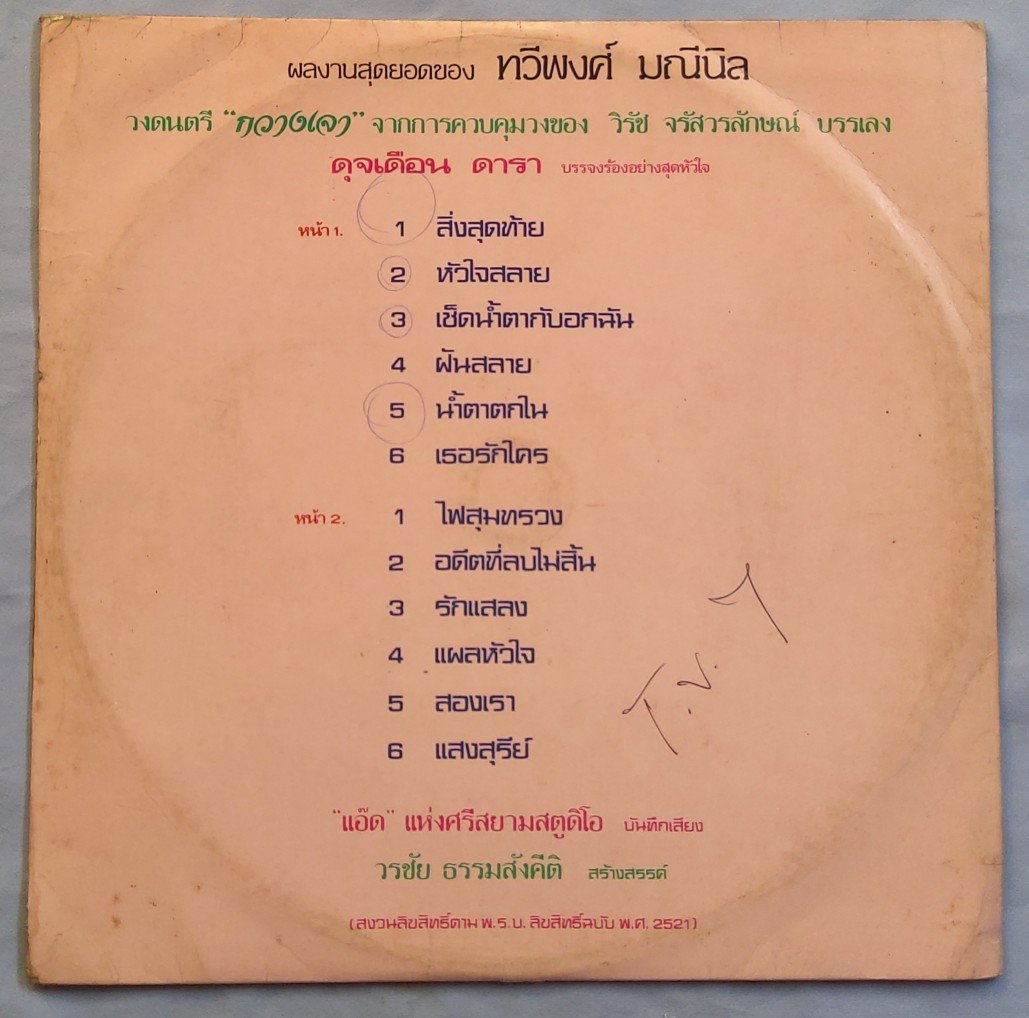 ผลงานสุดยอดของ ทวีพงศ์ มณีนิล
วงดนตรี "กวางเจา" จากการควบคุมวงของ วิรัช จรัสวรลักษณ์ บรรเลง
ดุจเดือน ดารา บรรจงร้องอย่างสุดหัวใจ
หน้า 1. 1 สิ่งสุดท้าย
2 หัวใจสลาย
3 เช็ดน้ำตากับอกฉัน
4 ฝันสลาย
5 น้ำตาตกใน
6 เธอรักใคร
หน้า 2. 1 ไฟสุมทรวง
2 อดีตที่ลบไม่สิ้น
3 รักแสลง
4 แผลหัวใจ
5 สองเรา
6 แสงสุรีย์
"แอ๊ด" แห่งศรีสยามสตูดิโอ บันทึกเสียง
วรชัย ธรรมสังคีติ สร้างสรรค์
(สงวนลิขสิทธิ์ตาม พ.ร.บ. ลิขสิทธิ์ฉบับ พ.ศ. 2521)